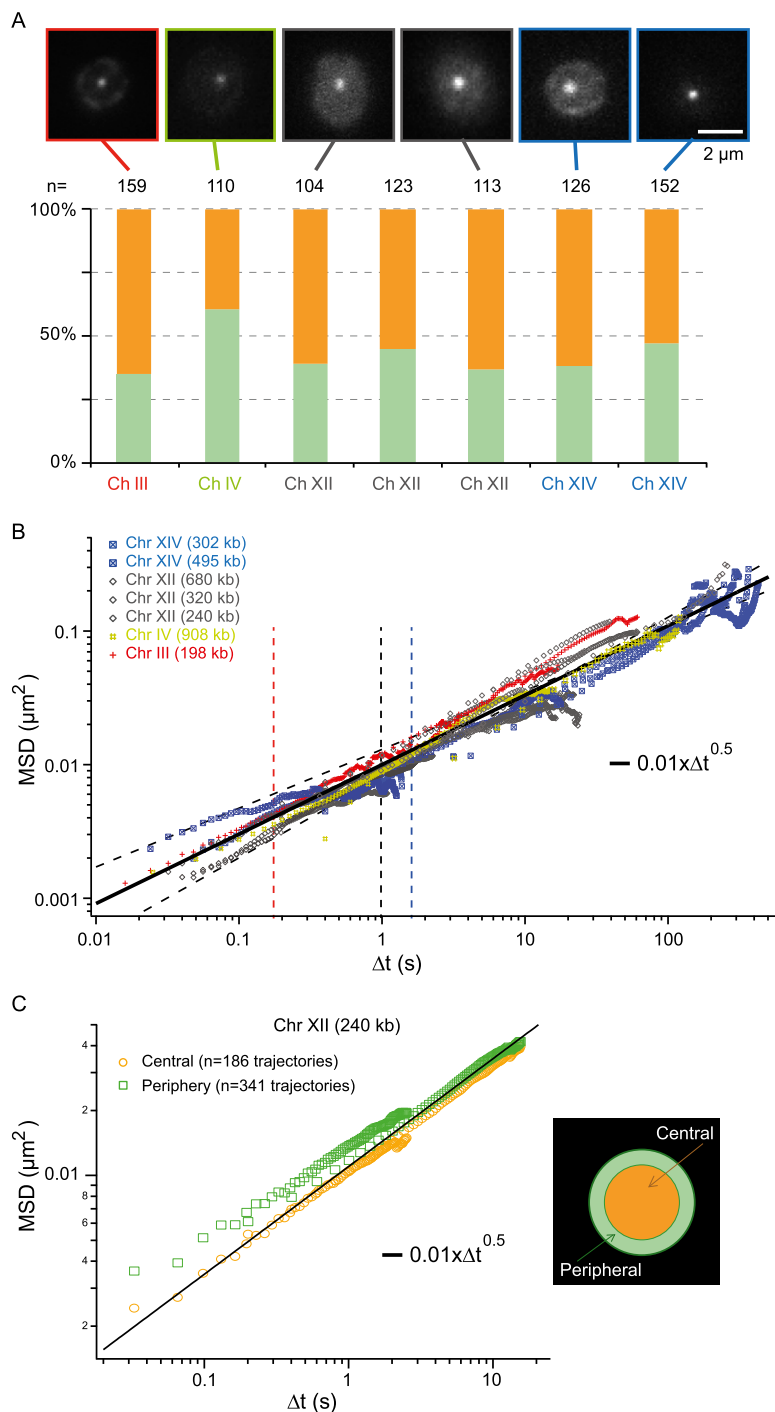 A
2 μm
n= 159 110 104 123 113 126 152
100%
50%
0%
Ch III Ch IV Ch XII Ch XII Ch XII Ch XIV Ch XIV
B
Chr XIV (302 kb)
Chr XIV (495 kb)
Chr XII (680 kb)
Chr XII (320 kb)
Chr XII (240 kb)
Chr IV (908 kb)
Chr III (198 kb)
MSD (μm²)
0.1
0.01
0.001
0.01xΔt^0.5
0.01 0.1 1 10 100
Δt (s)
C
Chr XII (240 kb)
Central (n=186 trajectories)
Periphery (n=341 trajectories)
MSD (μm²)
4
2
0.01
8
6
4
2
0.01xΔt^0.5
0.1 1 10
Δt (s)
Central
Peripheral